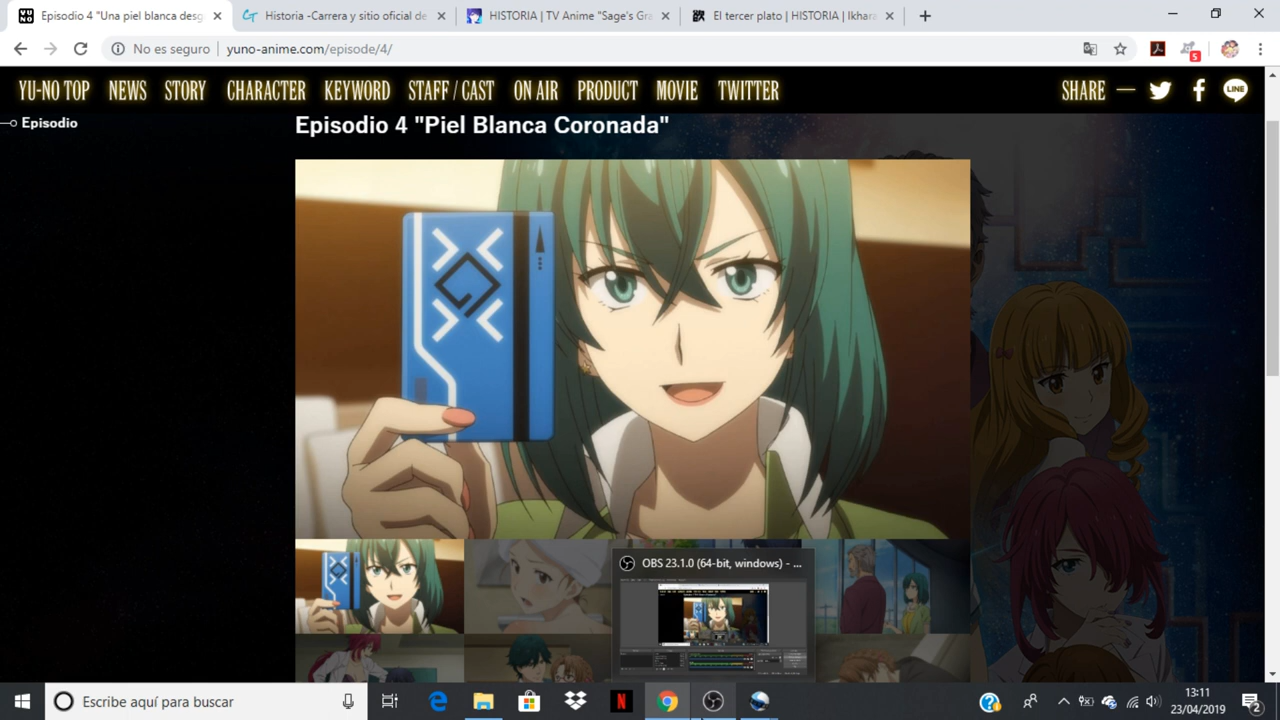 Episodio 4 "Una piel blanca desg
Historia -Carrera y sitio oficial de
HISTORIA | TV Anime "Sage's Gra
El tercer plato | HISTORIA | Ikhara
No es seguro | yuno-anime.com/episode/4/
5
YU-NO TOP NEWS STORY CHARACTER KEYWORD STAFF / CAST ON AIR PRODUCT MOVIE TWITTER SHARE LINE
Episodio
Episodio 4 "Piel Blanca Coronada"
OBS 23.1.0 (64-bit, windows) - ...
Escribe aquí para buscar
13:11
23/04/2019
2